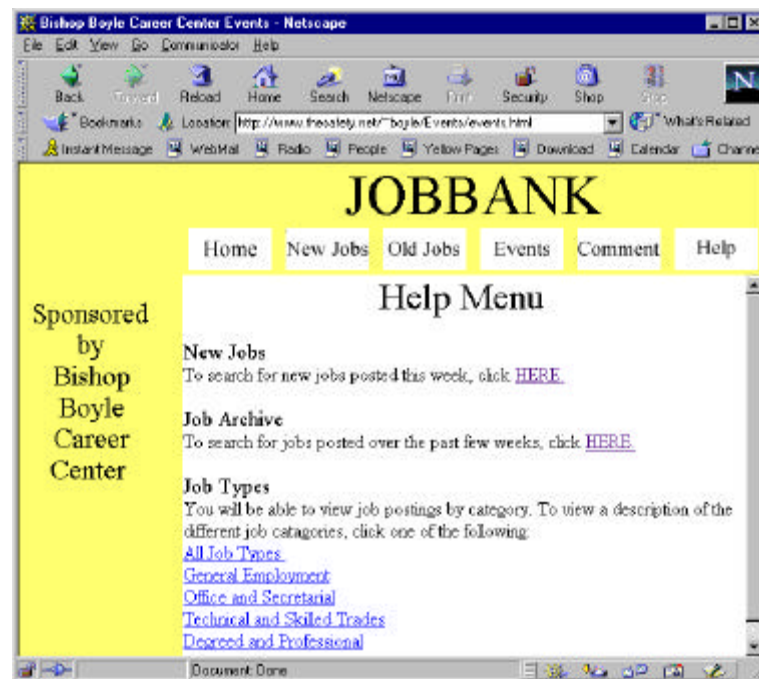 Bishop Boyle Career Center Events - Netscape
File Edit View Go Communicator Help
Back Forward Reload Home Search Netscape Print Security Shop Stop
N
Bookmarks Location: http://www.thesafety.net/~boyle/Events/events.html What's Related
Instant Message WebMail Radio People Yellow Pages Download Calendar Channe
JOBBANK
Home New Jobs Old Jobs Events Comment Help
Sponsored
by
Bishop
Boyle
Career
Center
Help Menu
New Jobs
To search for new jobs posted this week, click HERE.
Job Archive
To search for jobs posted over the past few weeks, click HERE.
Job Types
You will be able to view job postings by category. To view a description of the
different job catagories, click one of the following:
All Job Types
General Employment
Office and Secretarial
Technical and Skilled Trades
Degreed and Professional
Document: Done